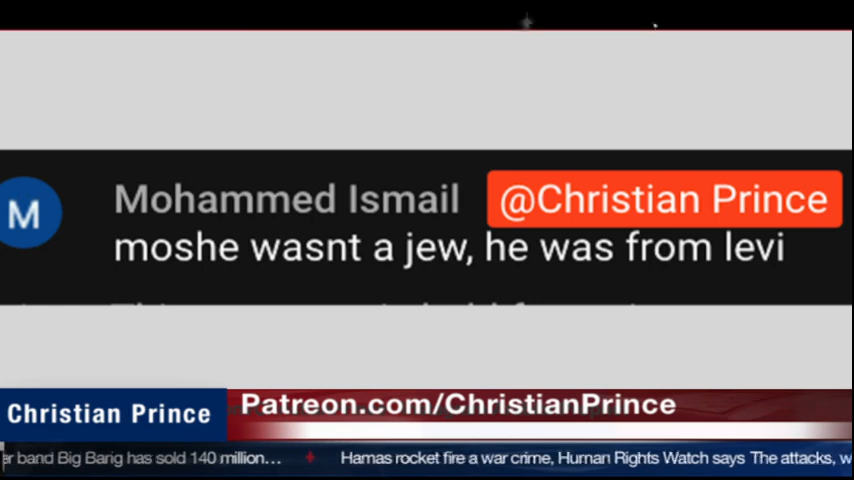 M
Mohammed Ismail @Christian Prince
moshe wasnt a jew, he was from levi
Christian Prince
Patreon.com/ChristianPrince
er band Big Barig has sold 140 million... Hamas rocket fire a war crime, Human Rights Watch says The attacks, w